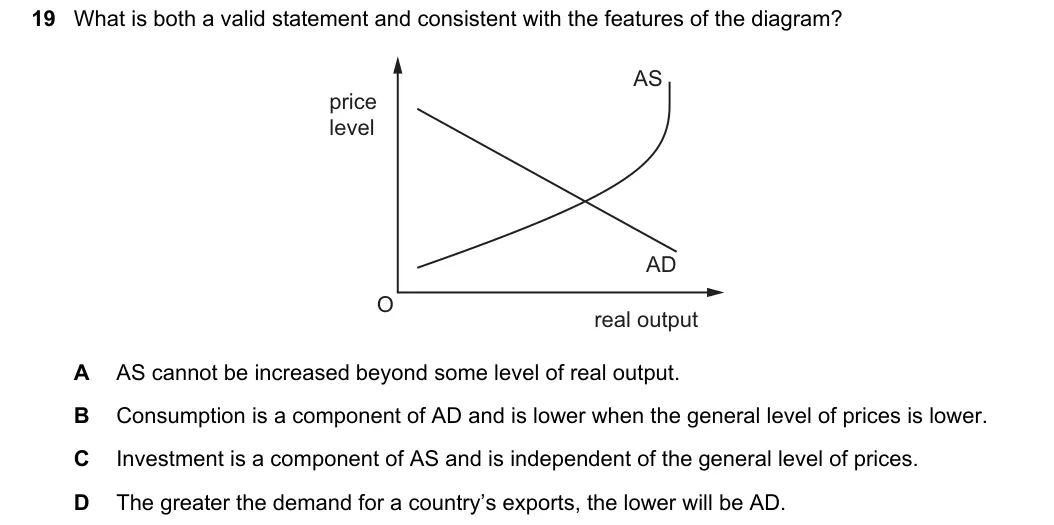 19 What is both a valid statement and consistent with the features of the diagram?
AS
price
level
AD
O
real output
A AS cannot be increased beyond some level of real output.
B Consumption is a component of AD and is lower when the general level of prices is lower.
C Investment is a component of AS and is independent of the general level of prices.
D The greater the demand for a country’s exports, the lower will be AD.